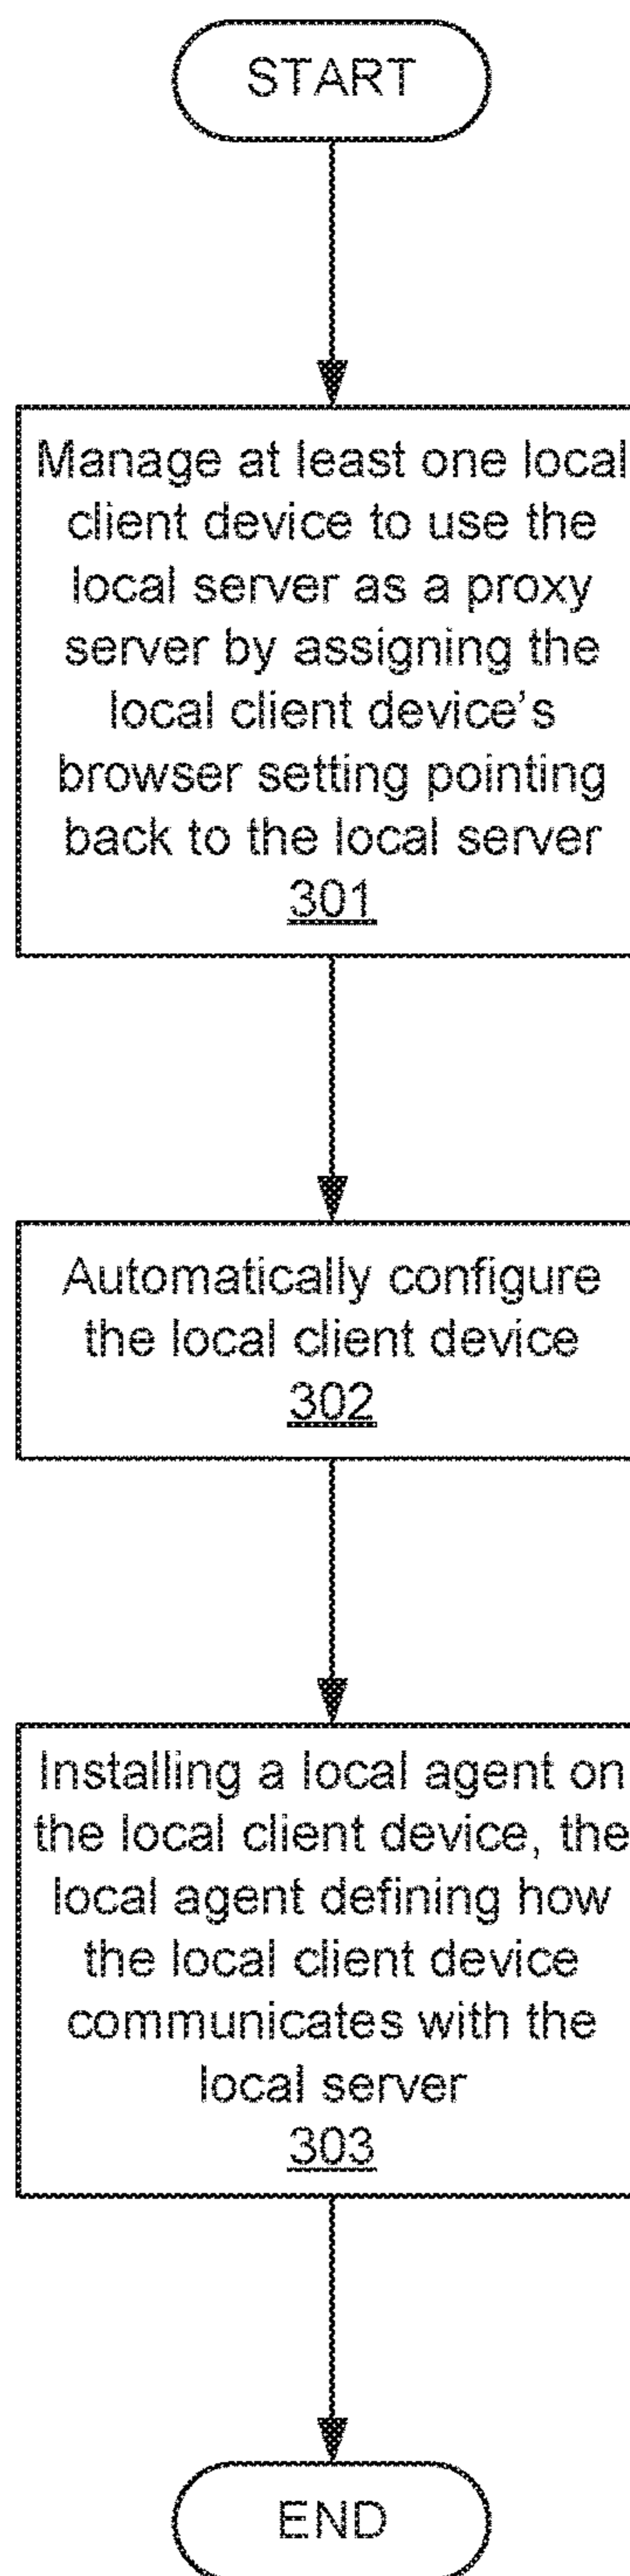 START
Manage at least one local
client device to use the
local server as a proxy
server by assigning the
local client device's
browser setting pointing
back to the local server
301
Automatically configure
the local client device
302
Installing a local agent on
the local client device, the
local agent defining how
the local client device
communicates with the
local server
303
END